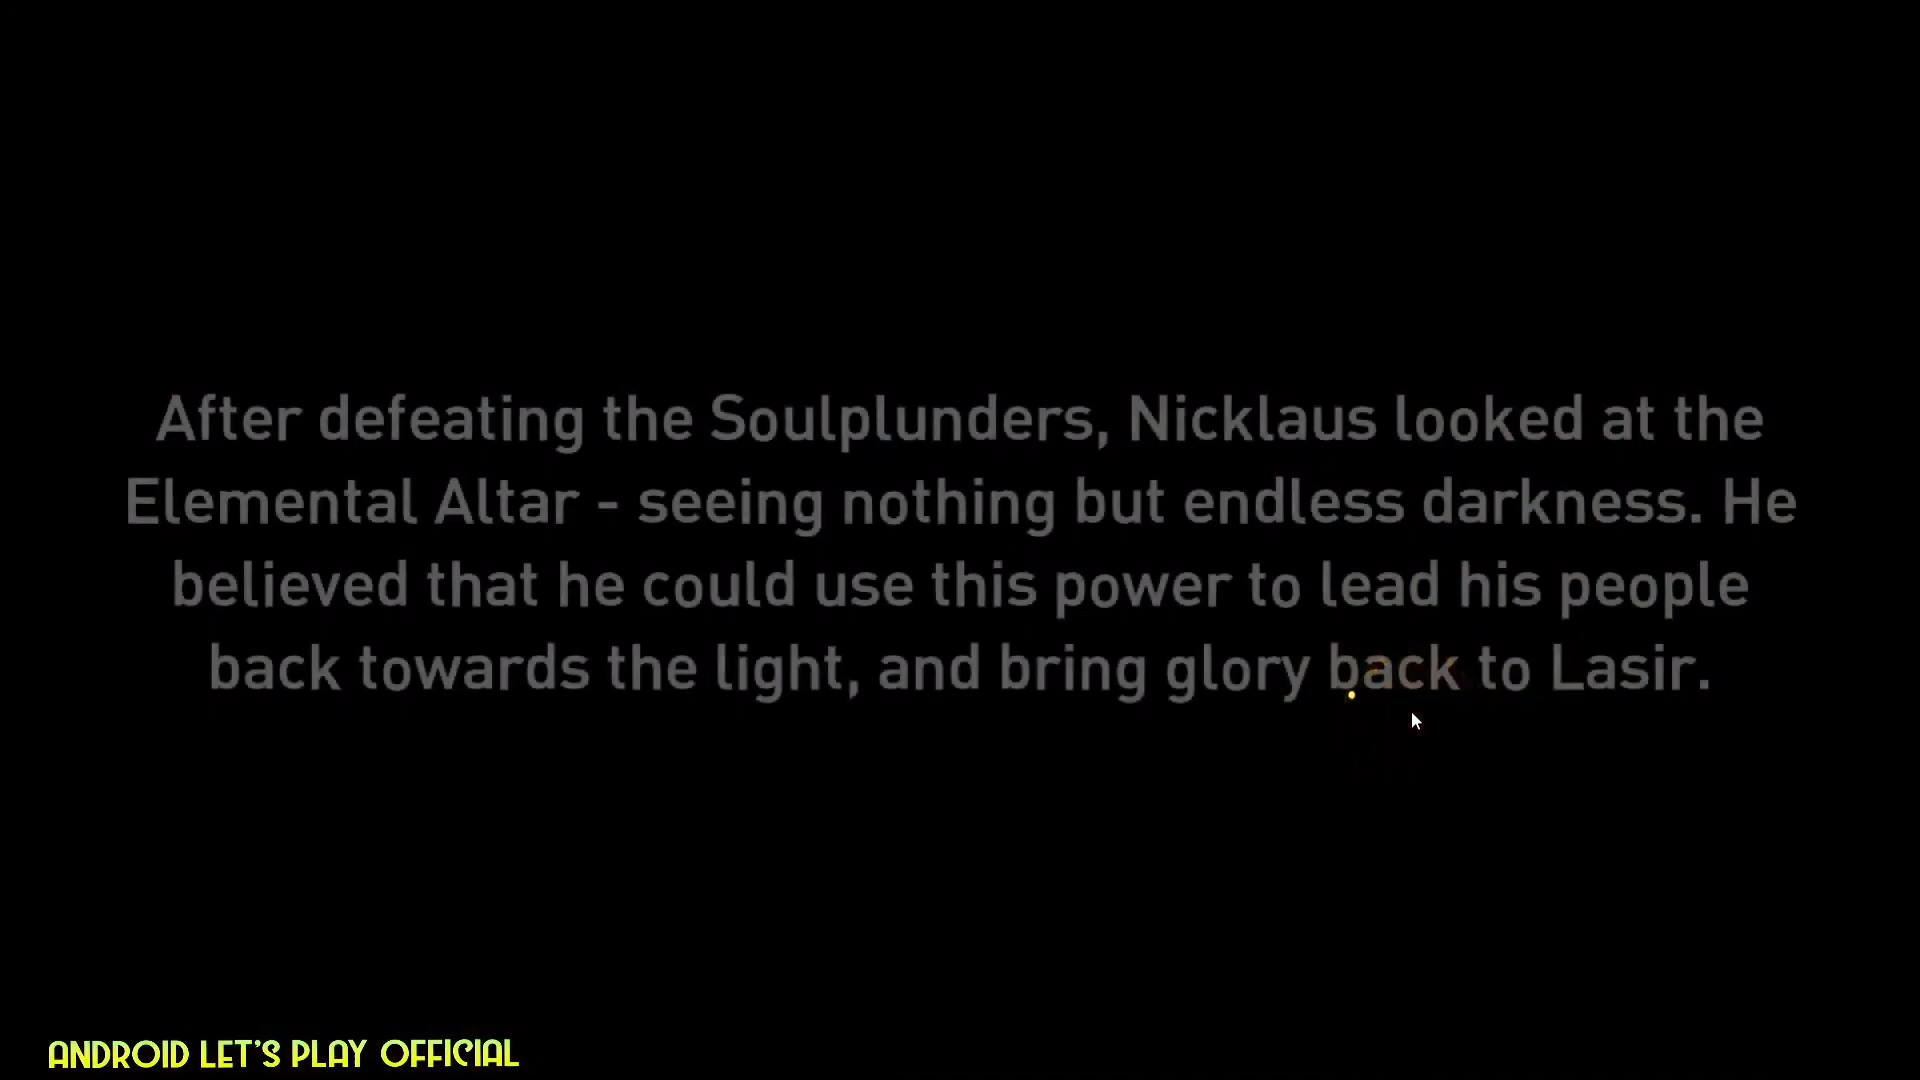 After defeating the Soulplunders, Nicklaus looked at the
Elemental Altar - seeing nothing but endless darkness. He
believed that he could use this power to lead his people
back towards the light, and bring glory back to Lasir.
ANDROID LET'S PLAY OFFICIAL